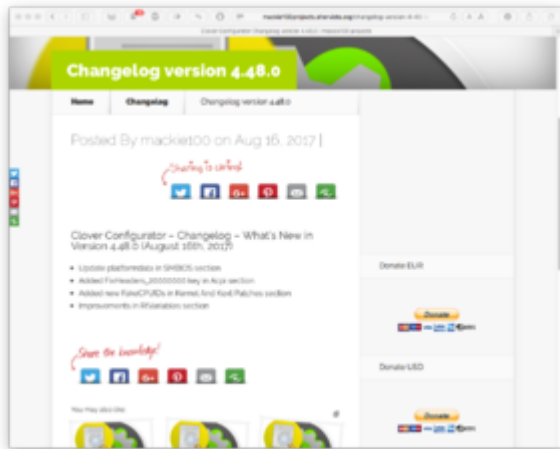 Changelog version 4.48.0
Home
Changelog
Changelog version 4.48.0
Posted By mackie100 on Aug 16, 2017 |
Sharing is caring!
Clover Configurator – Changelog – What's New in
Version 4.48.0 (August 16th, 2017)
Update platformdata in SMBIOS section
Added FixHeaders_20000000 key in Acpi section
Added new FakeCPUIDs in Kernel And Kext Patches section
Improvements in RtVariables section
Share the knowledge!
You May also like
Donate EUR
Donate
Donate USD
Donate